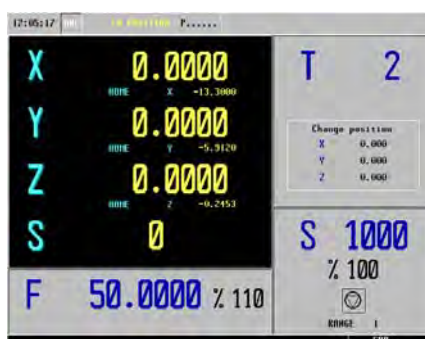 12:05:17 IN POSITION P......
X 0.0000
HOME X -13.3000
Y 0.0000
HOME Y -5.9120
Z 0.0000
HOME Z -0.2453
S 0
F 50.0000 % 110
T 2
Change position
X 0.000
Y 0.000
Z 0.000
S 1000
% 100
RANGE 1